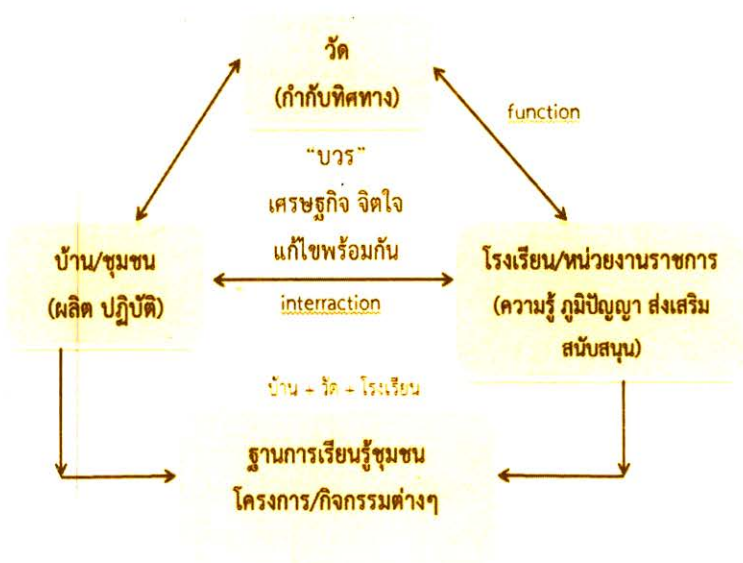 วัด
(กำกับทิศทาง)
function
“บวร”
เศรษฐกิจ จิตใจ
แก้ไขพร้อมกัน
บ้าน/ชุมชน
(ผลิต ปฏิบัติ)
interraction
โรงเรียน/หน่วยงานราชการ
(ความรู้ ภูมิปัญญา ส่งเสริม
สนับสนุน)
บ้าน + วัด + โรงเรียน
ฐานการเรียนรู้ชุมชน
โครงการ/กิจกรรมต่างๆ